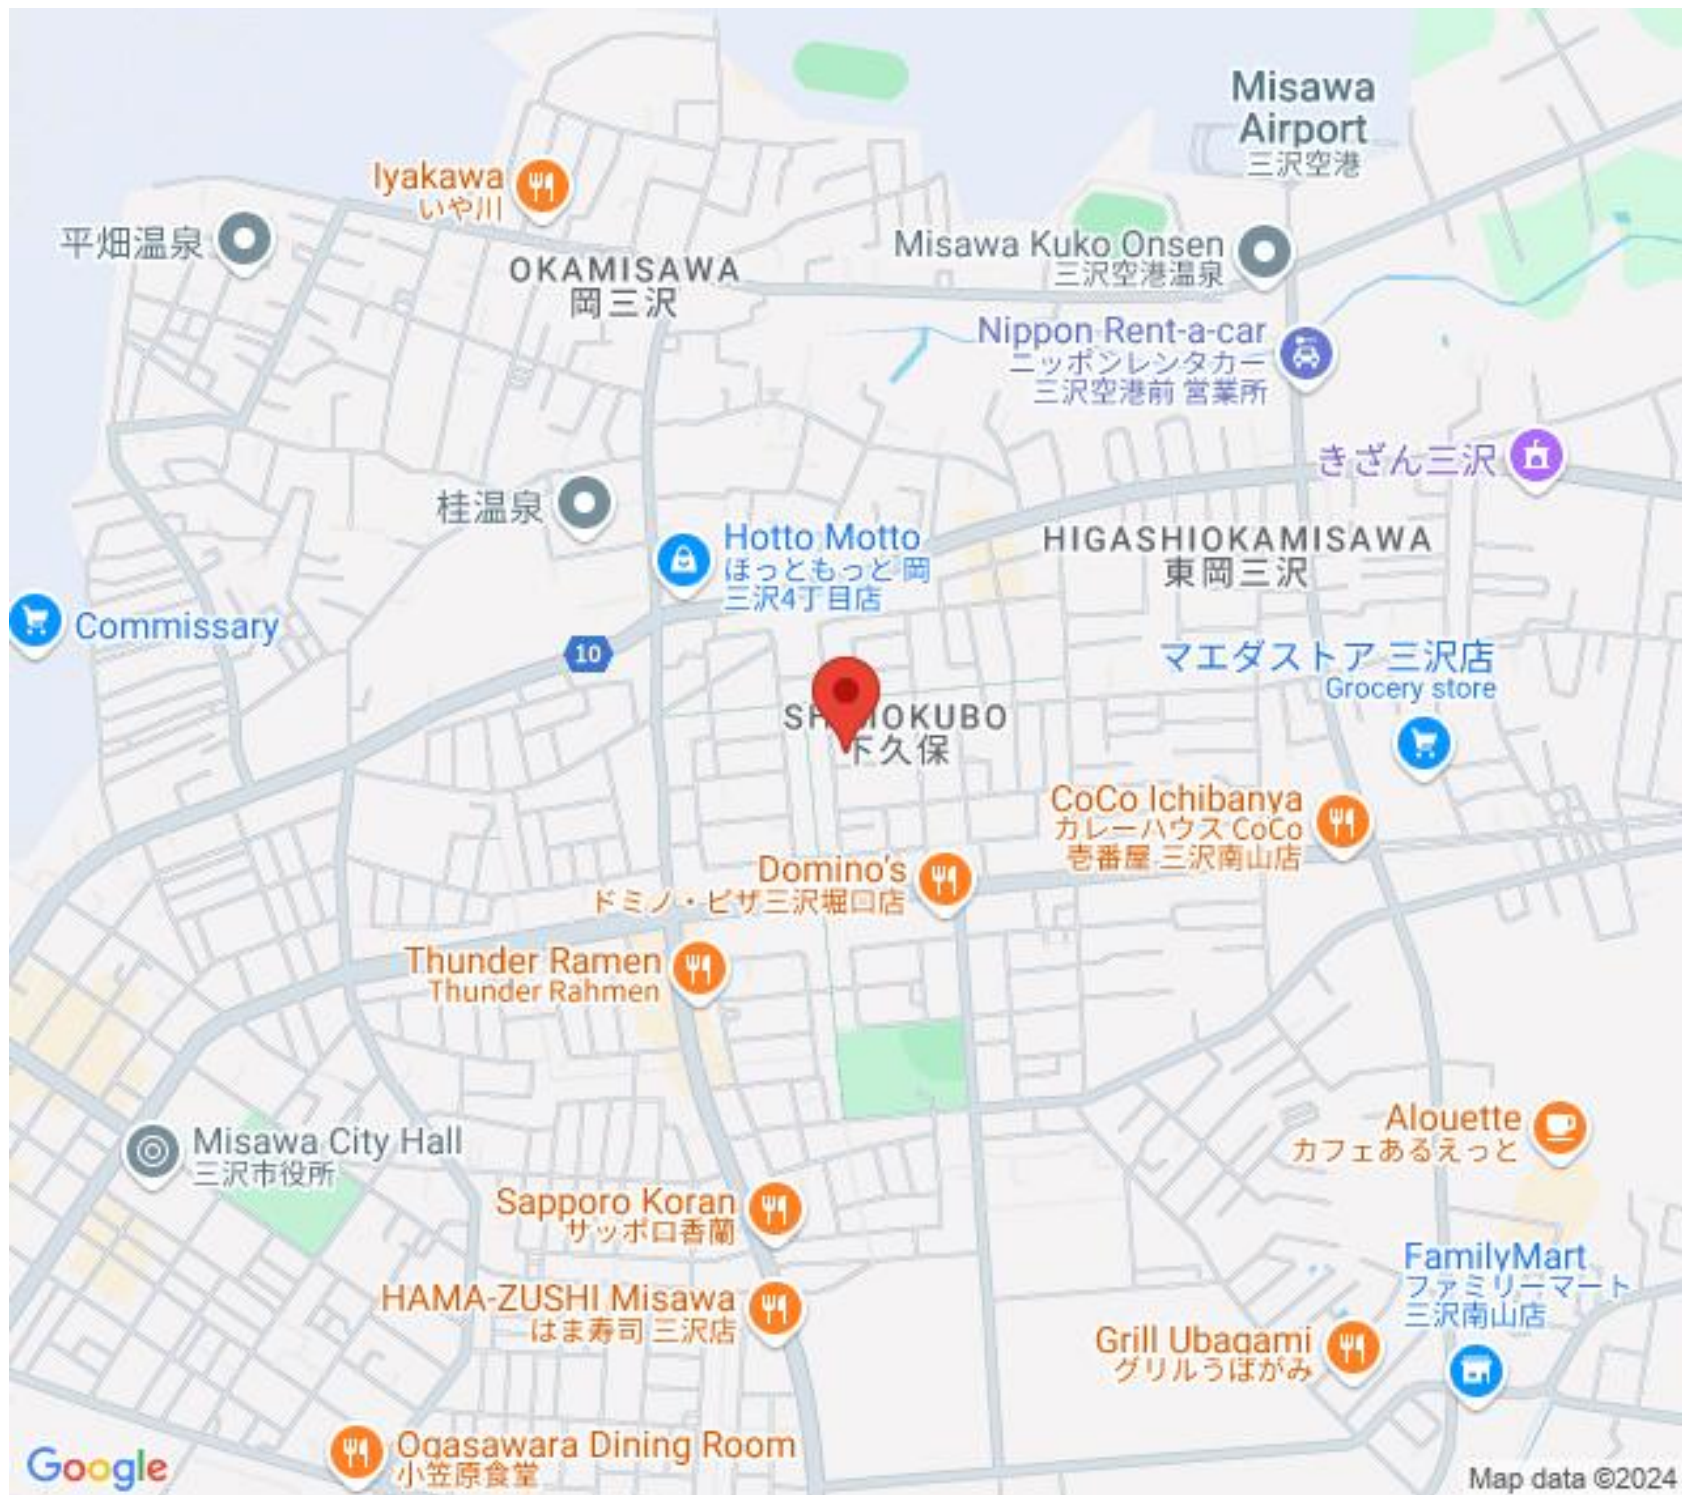 Misawa
Airport
三沢空港
Iyakawa
いや川
平畑温泉
OKAMISAWA
岡三沢
Misawa Kuko Onsen
三沢空港温泉
Nippon Rent-a-car
ニッポンレンタカー
三沢空港前 営業所
きざん三沢
桂温泉
Hotto Motto
ほっともっと 岡
三沢4丁目店
HIGASHIOKAMISAWA
東岡三沢
Commissary
10
マエダストア 三沢店
Grocery store
下久保
CoCo Ichibanya
カレーハウス CoCo
壱番屋 三沢南山店
Domino's
ドミノ・ピザ三沢堀口店
Thunder Ramen
Thunder Rahmen
Misawa City Hall
三沢市役所
Alouette
カフェあるえっと
Sapporo Koran
サッポロ香蘭
FamilyMart
ファミリーマート
三沢南山店
HAMA-ZUSHI Misawa
はま寿司 三沢店
Grill Ubagami
グリルうばがみ
Ogasawara Dining Room
小笠原食堂
Google
Map data ©2024